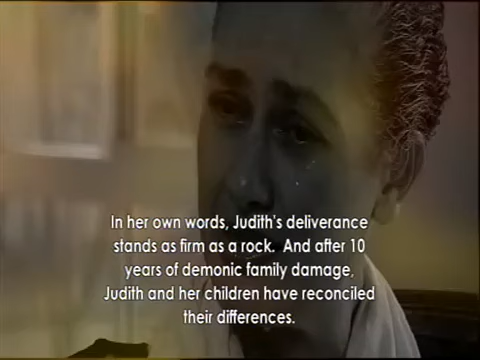 In her own words, Judith's deliverance
stands as firm as a rock.  And after 10
years of demonic family damage,
Judith and her children have reconciled
their differences.